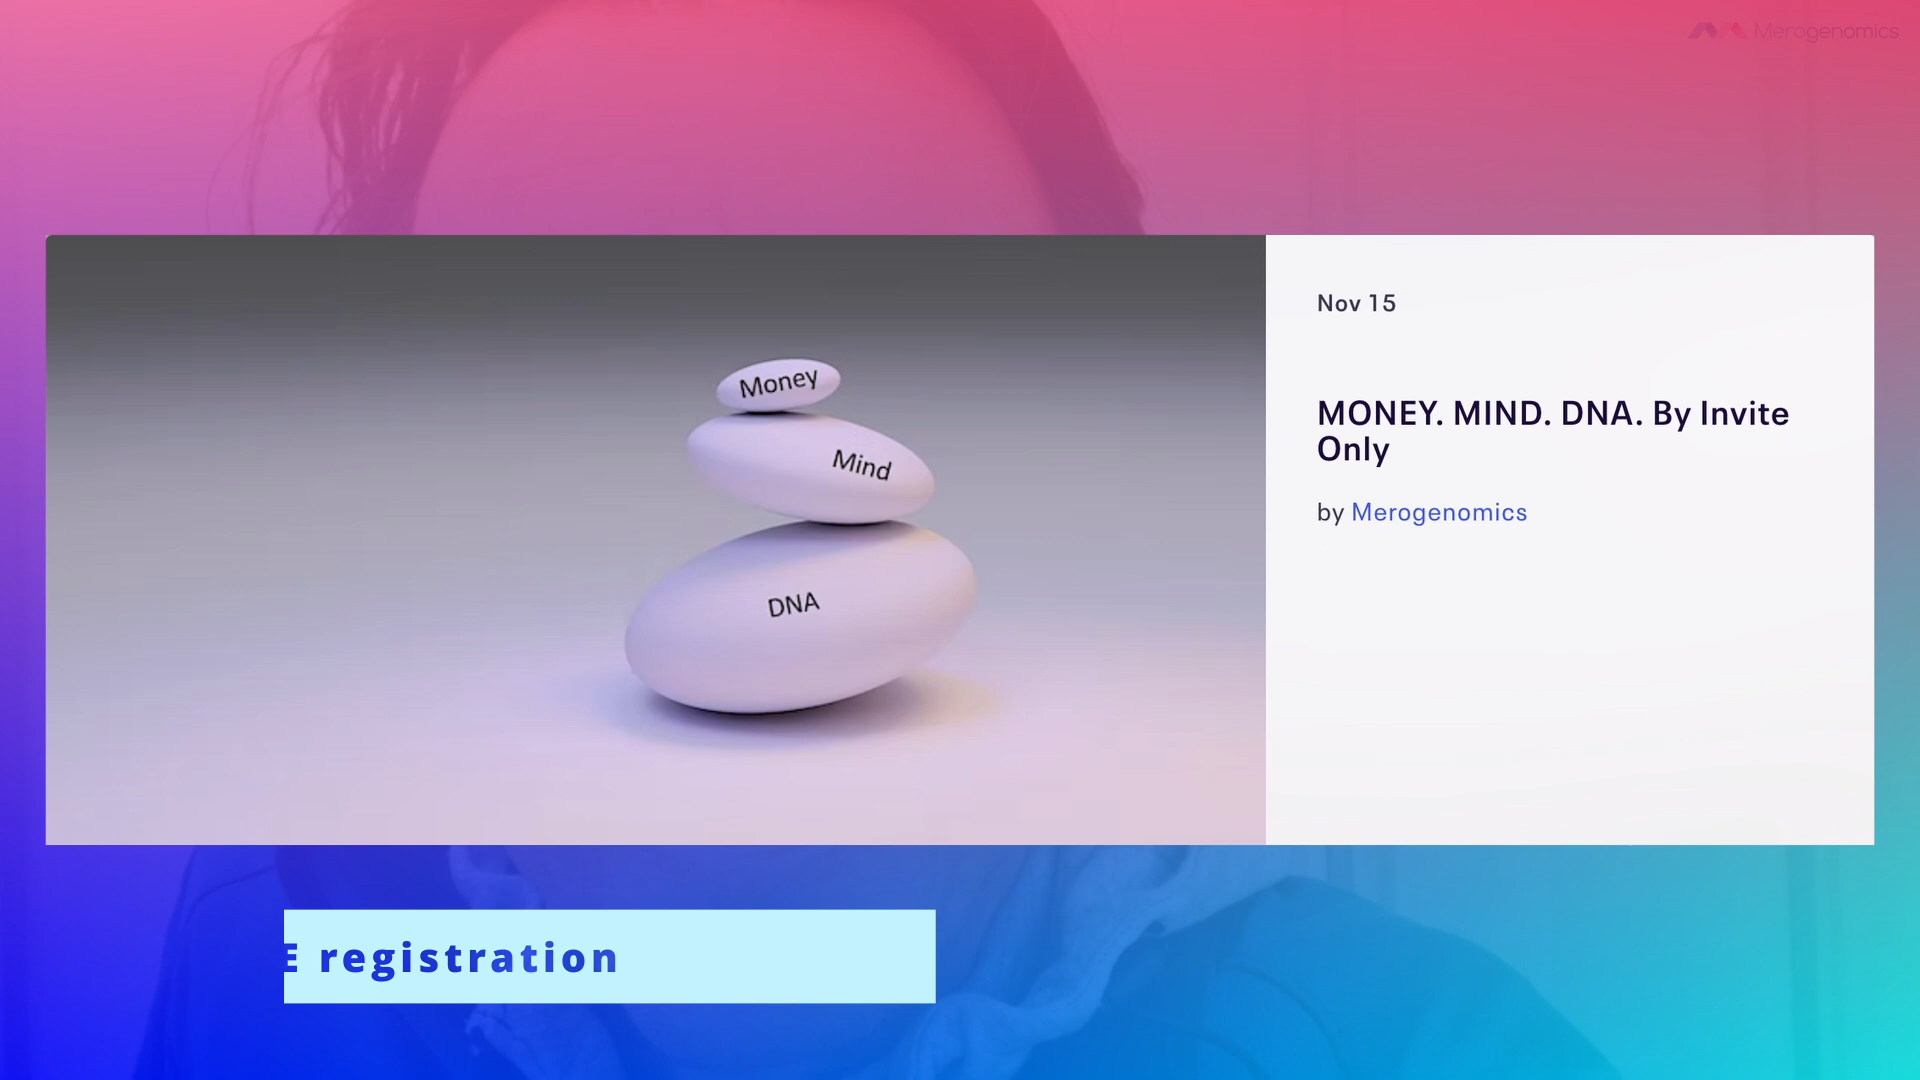 Merogenomics
Money
Mind
DNA
Nov 15
MONEY. MIND. DNA. By Invite
Only
by Merogenomics
E registration